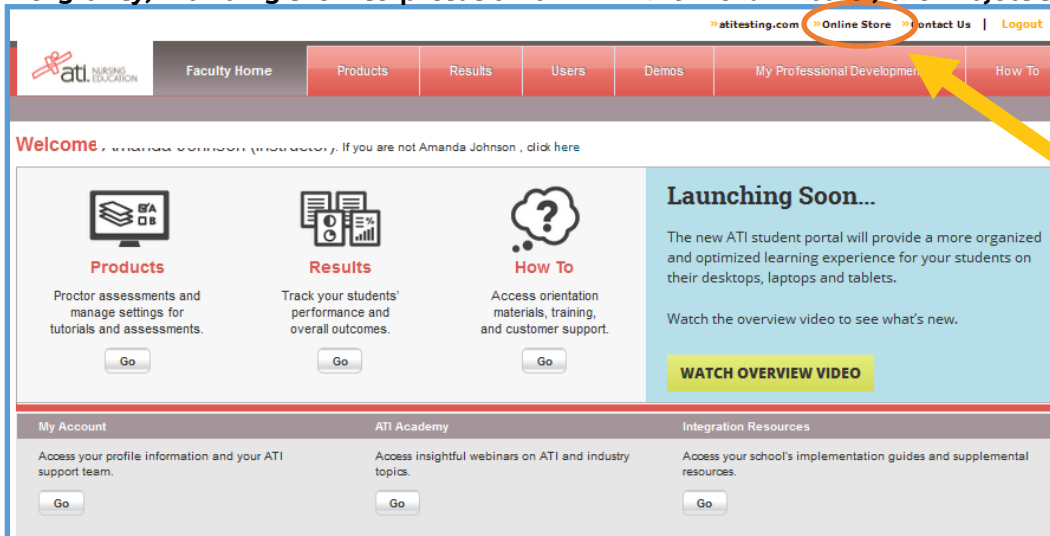 »atitesting.com »Online Store »Contact Us | Logout
ati NURSING EDUCATION
Faculty Home Products Results Users Demos My Professional Developmen How To
Welcome Amanda Johnson (Instructor). If you are not Amanda Johnson , click here
Products
Proctor assessments and
manage settings for
tutorials and assessments.
Go
Results
Track your students'
performance and
overall outcomes.
Go
How To
Access orientation
materials, training,
and customer support.
Go
Launching Soon...
The new ATI student portal will provide a more organized
and optimized learning experience for your students on
their desktops, laptops and tablets.
Watch the overview video to see what's new.
WATCH OVERVIEW VIDEO
My Account
Access your profile information and your ATI
support team.
Go
ATI Academy
Access insightful webinars on ATI and industry
topics.
Go
Integration Resources
Access your school's implementation guides and supplemental
resources.
Go